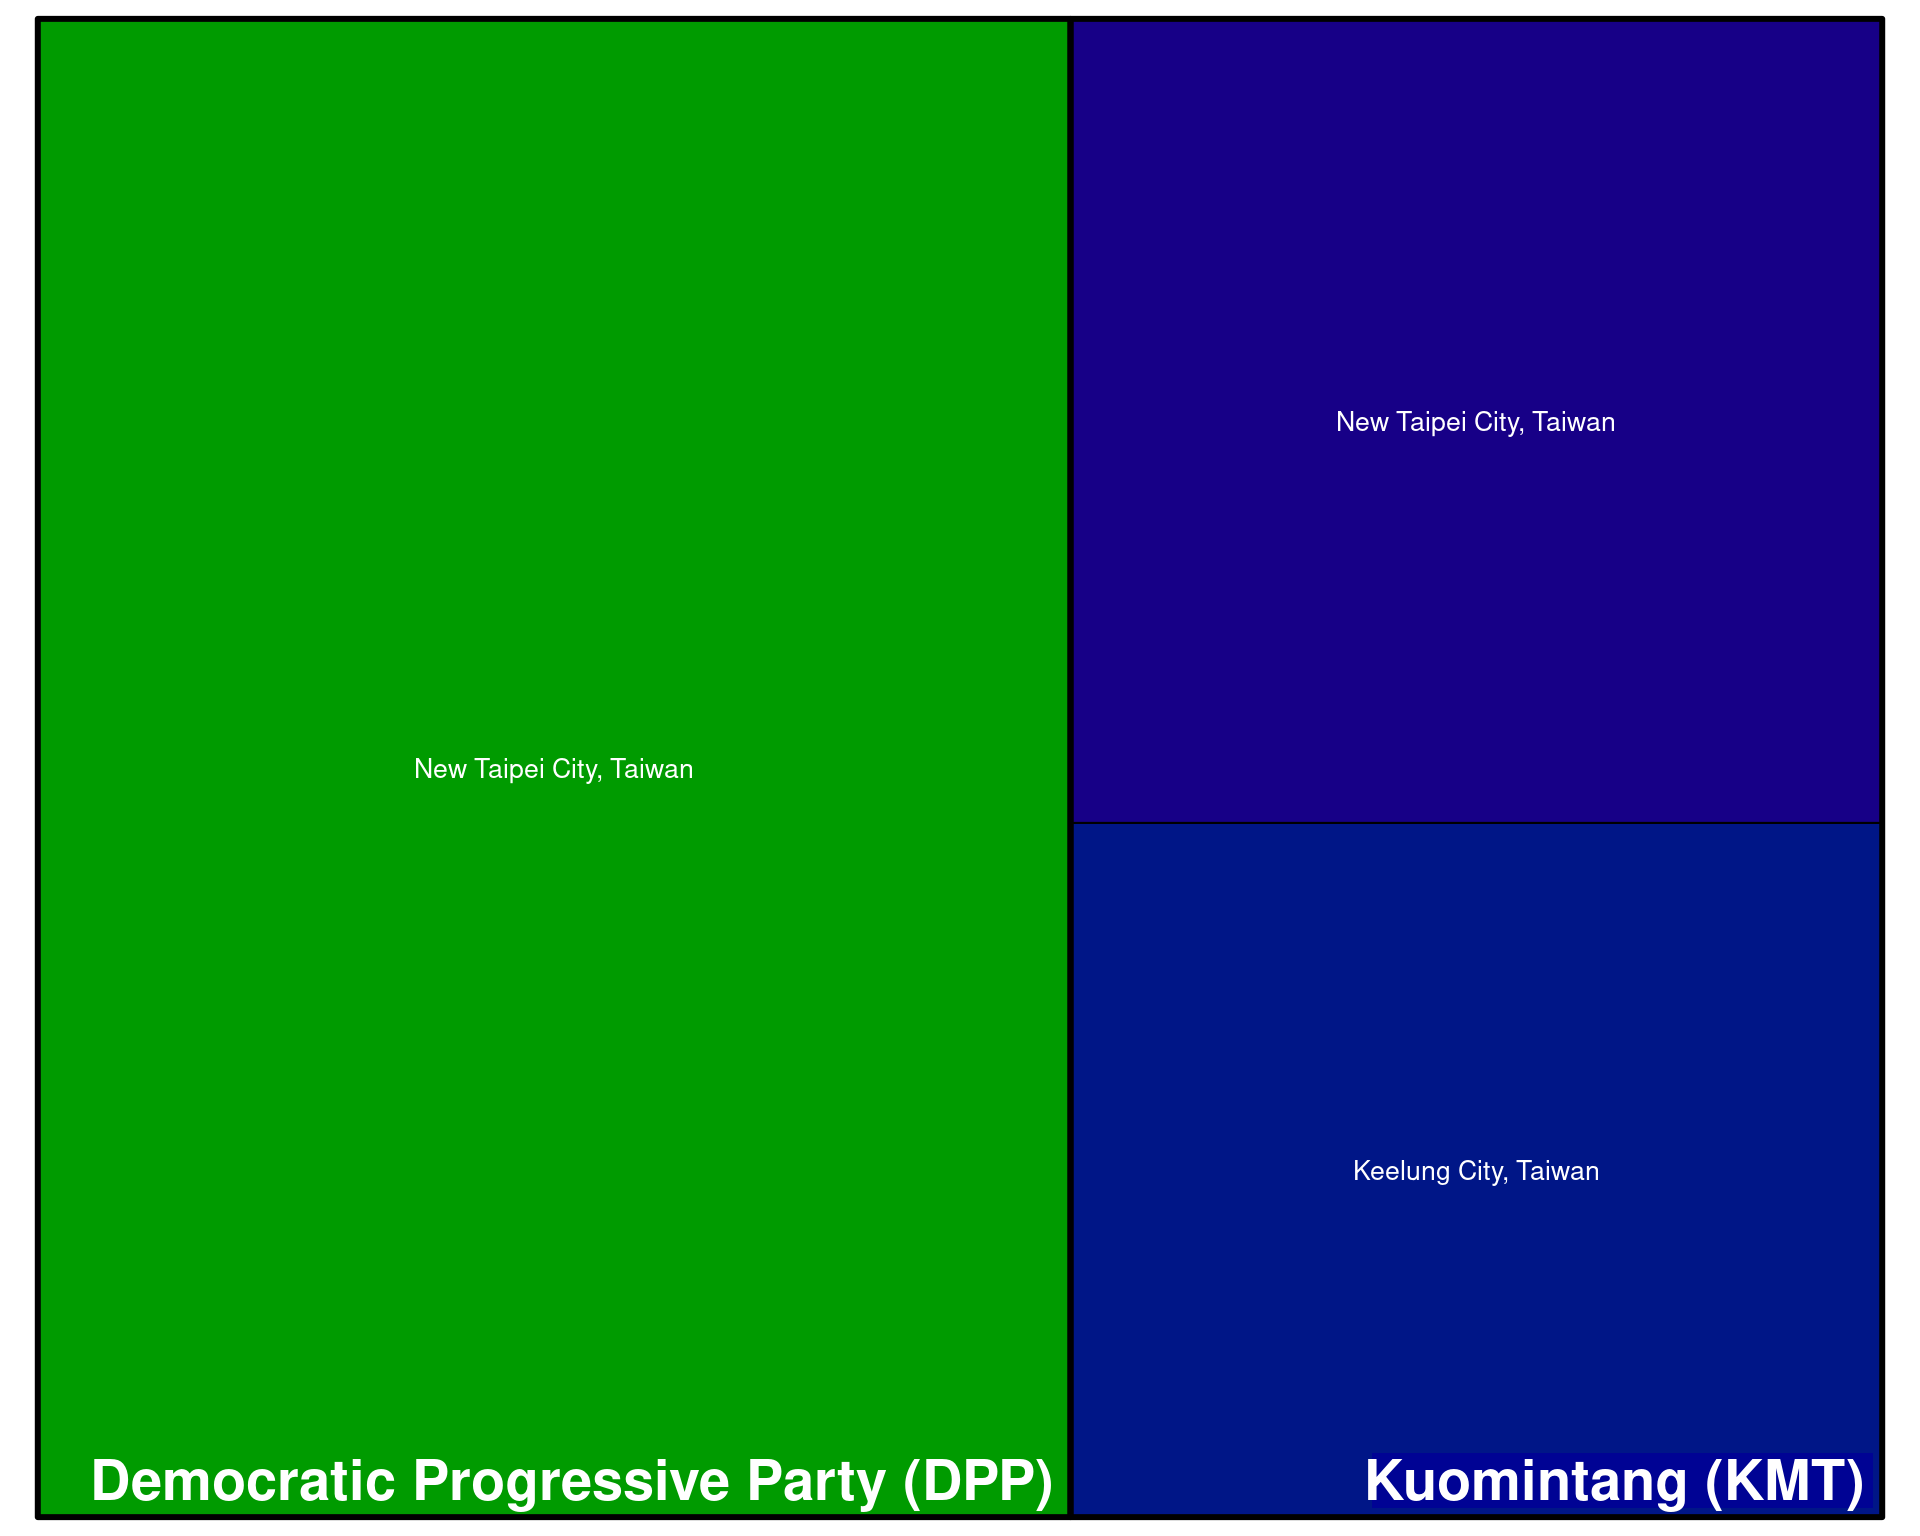 New Taipei City, Taiwan
New Taipei City, Taiwan
Keelung City, Taiwan
Democratic Progressive Party (DPP)
Kuomintang (KMT)